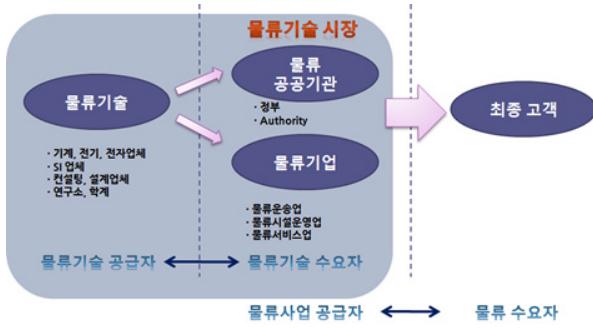 물류기술 시장
물류기술
물류
공공기관
· 정부
· Authority
물류기업
최종 고객
· 기계, 전기, 전자업체
· SI 업체
· 컨설팅, 설계업체
· 연구소, 학계
· 물류운송업
· 물류시설운영업
· 물류서비스업
물류기술 공급자
물류기술 수요자
물류사업 공급자
물류 수요자